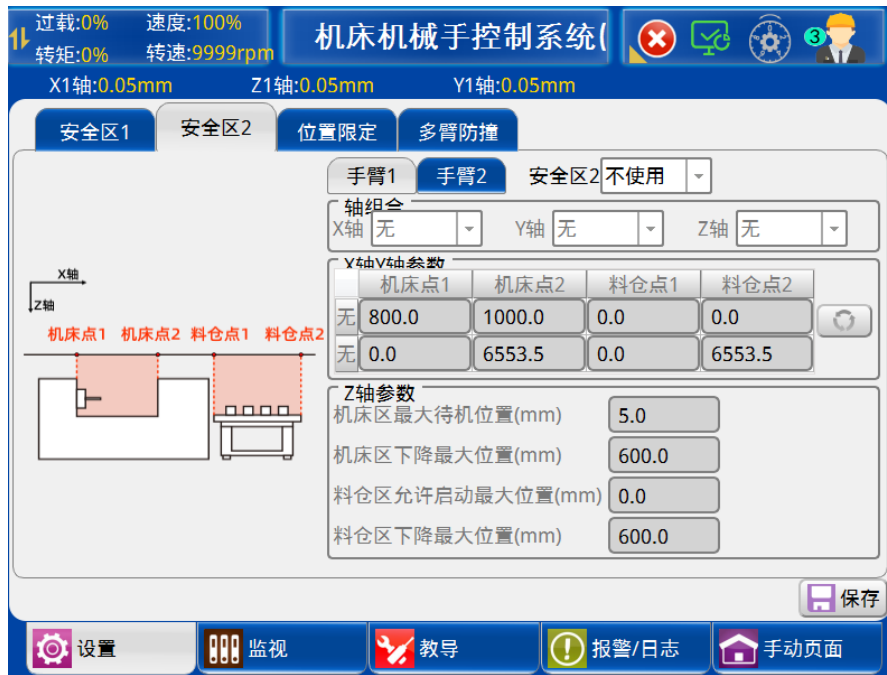 过载:0% 速度:100%
转矩:0% 转速:9999rpm
机床机械手控制系统(
3
X1轴:0.05mm Z1轴:0.05mm Y1轴:0.05mm
安全区1 安全区2 位置限定 多臂防撞
手臂1 手臂2 安全区2 不使用
轴组合
X轴 无 Y轴 无 Z轴 无
X轴Y轴参数
机床点1 机床点2 料仓点1 料仓点2
无 800.0 1000.0 0.0 0.0
无 0.0 6553.5 0.0 6553.5
X轴
Z轴
机床点1 机床点2 料仓点1 料仓点2
Z轴参数
机床区最大待机位置(mm) 5.0
机床区下降最大位置(mm) 600.0
料仓区允许启动最大位置(mm) 0.0
料仓区下降最大位置(mm) 600.0
保存
设置 监视 教导 报警/日志 手动页面